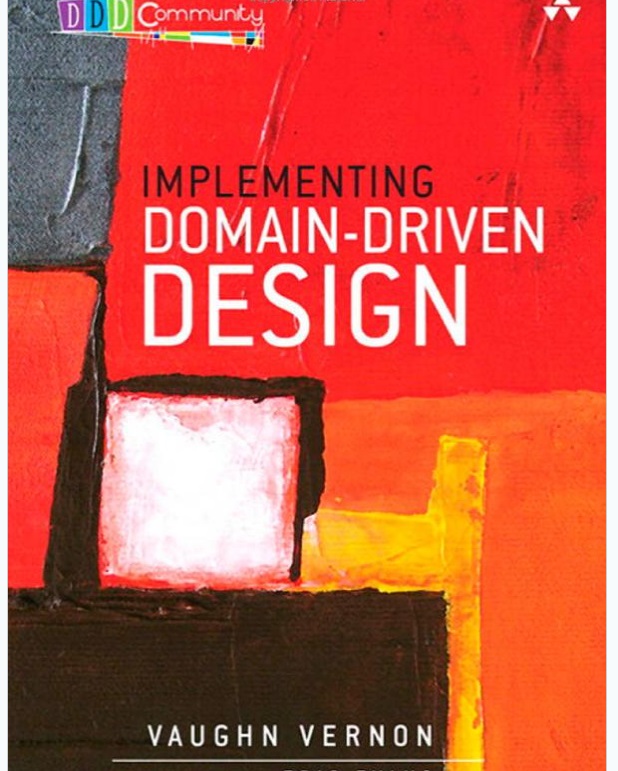 DDD Community
IMPLEMENTING
DOMAIN-DRIVEN
DESIGN
VAUGHN VERNON